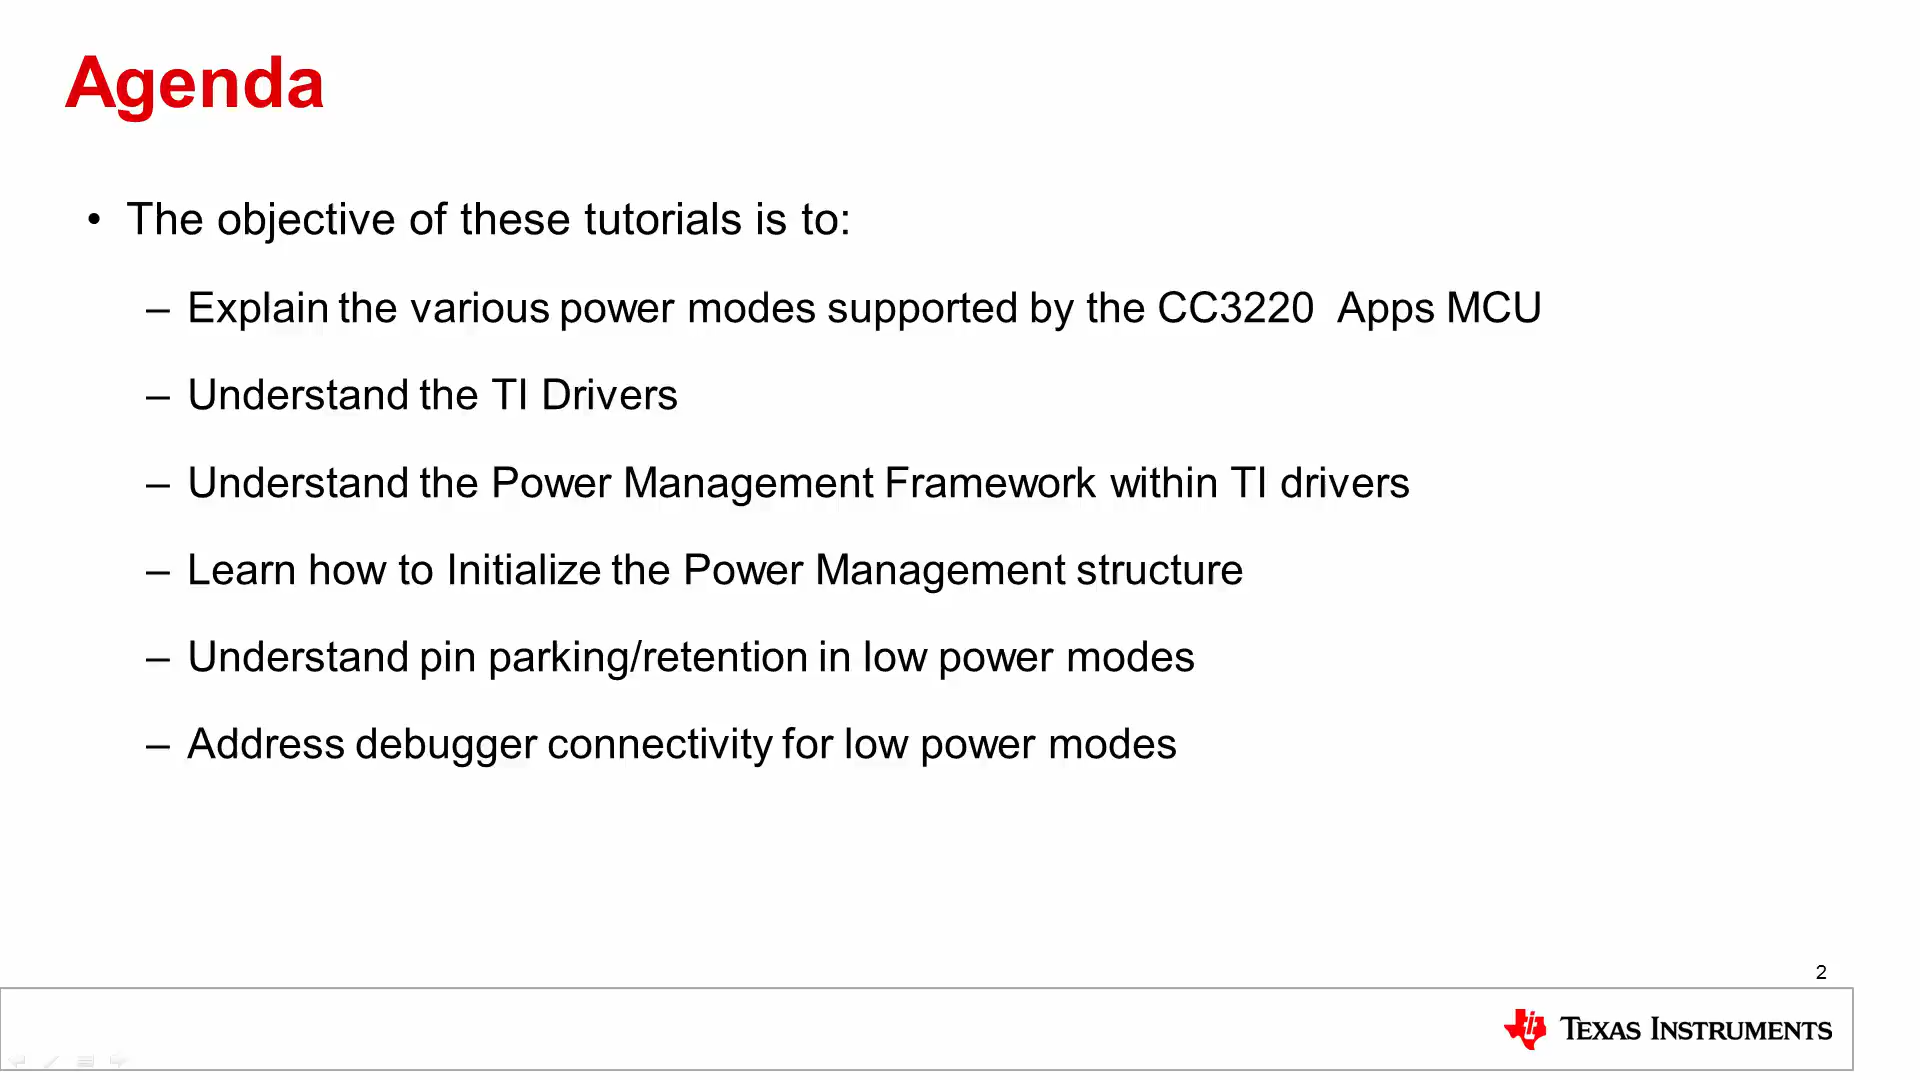 Agenda
• The objective of these tutorials is to:
– Explain the various power modes supported by the CC3220  Apps MCU
– Understand the TI Drivers
– Understand the Power Management Framework within TI drivers
– Learn how to Initialize the Power Management structure
– Understand pin parking/retention in low power modes
– Address debugger connectivity for low power modes
2
TEXAS INSTRUMENTS